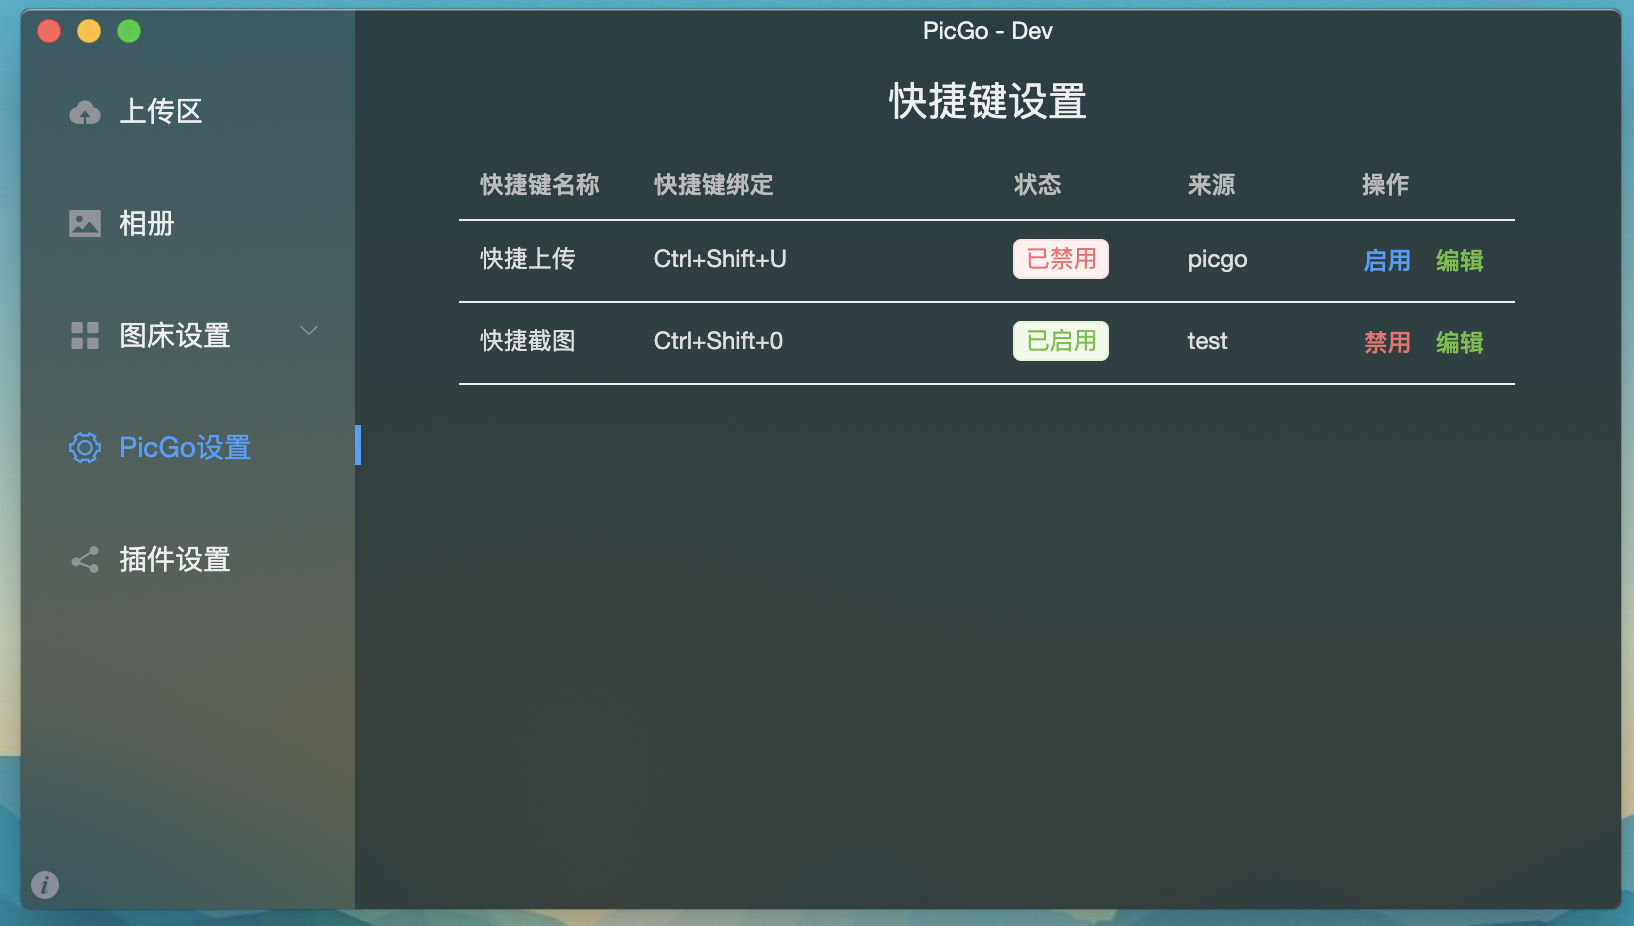 PicGo - Dev
上传区
相册
图床设置
PicGo设置
插件设置
快捷键设置
快捷键名称 快捷键绑定 状态 来源 操作
快捷上传 Ctrl+Shift+U 已禁用 picgo 启用 编辑
快捷截图 Ctrl+Shift+0 已启用 test 禁用 编辑
i